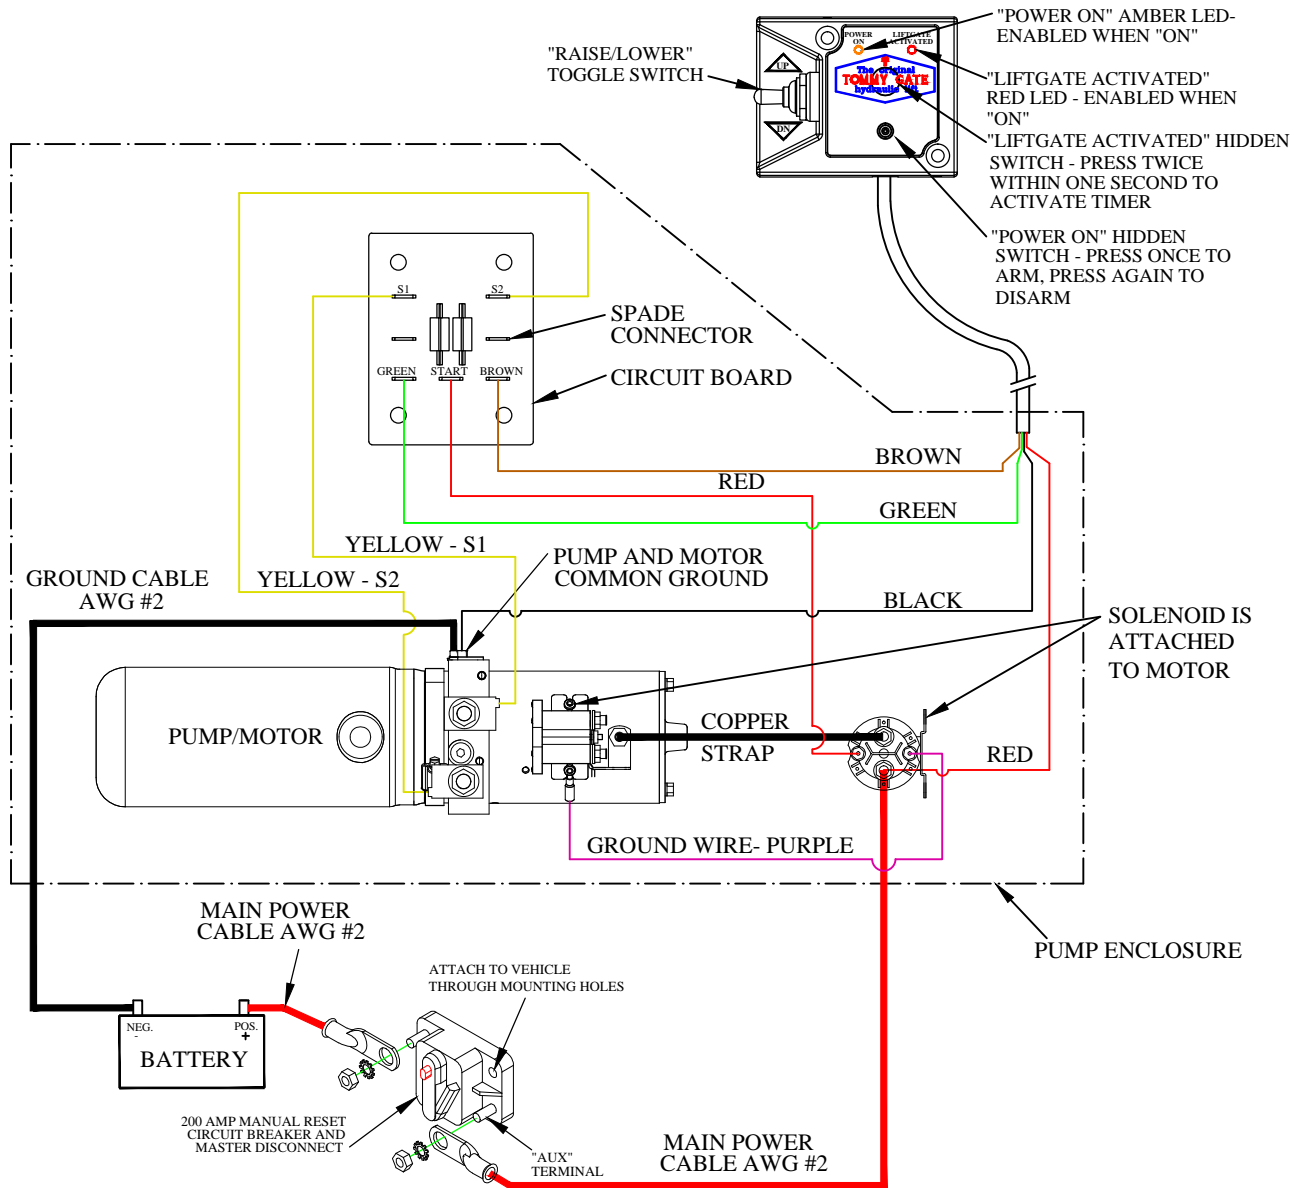 "POWER ON" AMBER LED-
ENABLED WHEN "ON"
"RAISE/LOWER"
TOGGLE SWITCH
POWER
ON
LIFTGATE
ACTIVATED
UP
DN
The original
TOMMY GATE
hydraulic lift
"LIFTGATE ACTIVATED"
RED LED - ENABLED WHEN
"ON"
"LIFTGATE ACTIVATED" HIDDEN
SWITCH - PRESS TWICE
WITHIN ONE SECOND TO
ACTIVATE TIMER
"POWER ON" HIDDEN
SWITCH - PRESS ONCE TO
ARM, PRESS AGAIN TO
DISARM
S1
S2
SPADE
CONNECTOR
GREEN
START
BROWN
CIRCUIT BOARD
BROWN
RED
GREEN
YELLOW - S1
YELLOW - S2
PUMP AND MOTOR
COMMON GROUND
GROUND CABLE
AWG #2
BLACK
SOLENOID IS
ATTACHED
TO MOTOR
PUMP/MOTOR
COPPER
STRAP
RED
GROUND WIRE- PURPLE
MAIN POWER
CABLE AWG #2
PUMP ENCLOSURE
ATTACH TO VEHICLE
THROUGH MOUNTING HOLES
NEG.
-
POS.
+
BATTERY
200 AMP MANUAL RESET
CIRCUIT BREAKER AND
MASTER DISCONNECT
"AUX"
TERMINAL
MAIN POWER
CABLE AWG #2